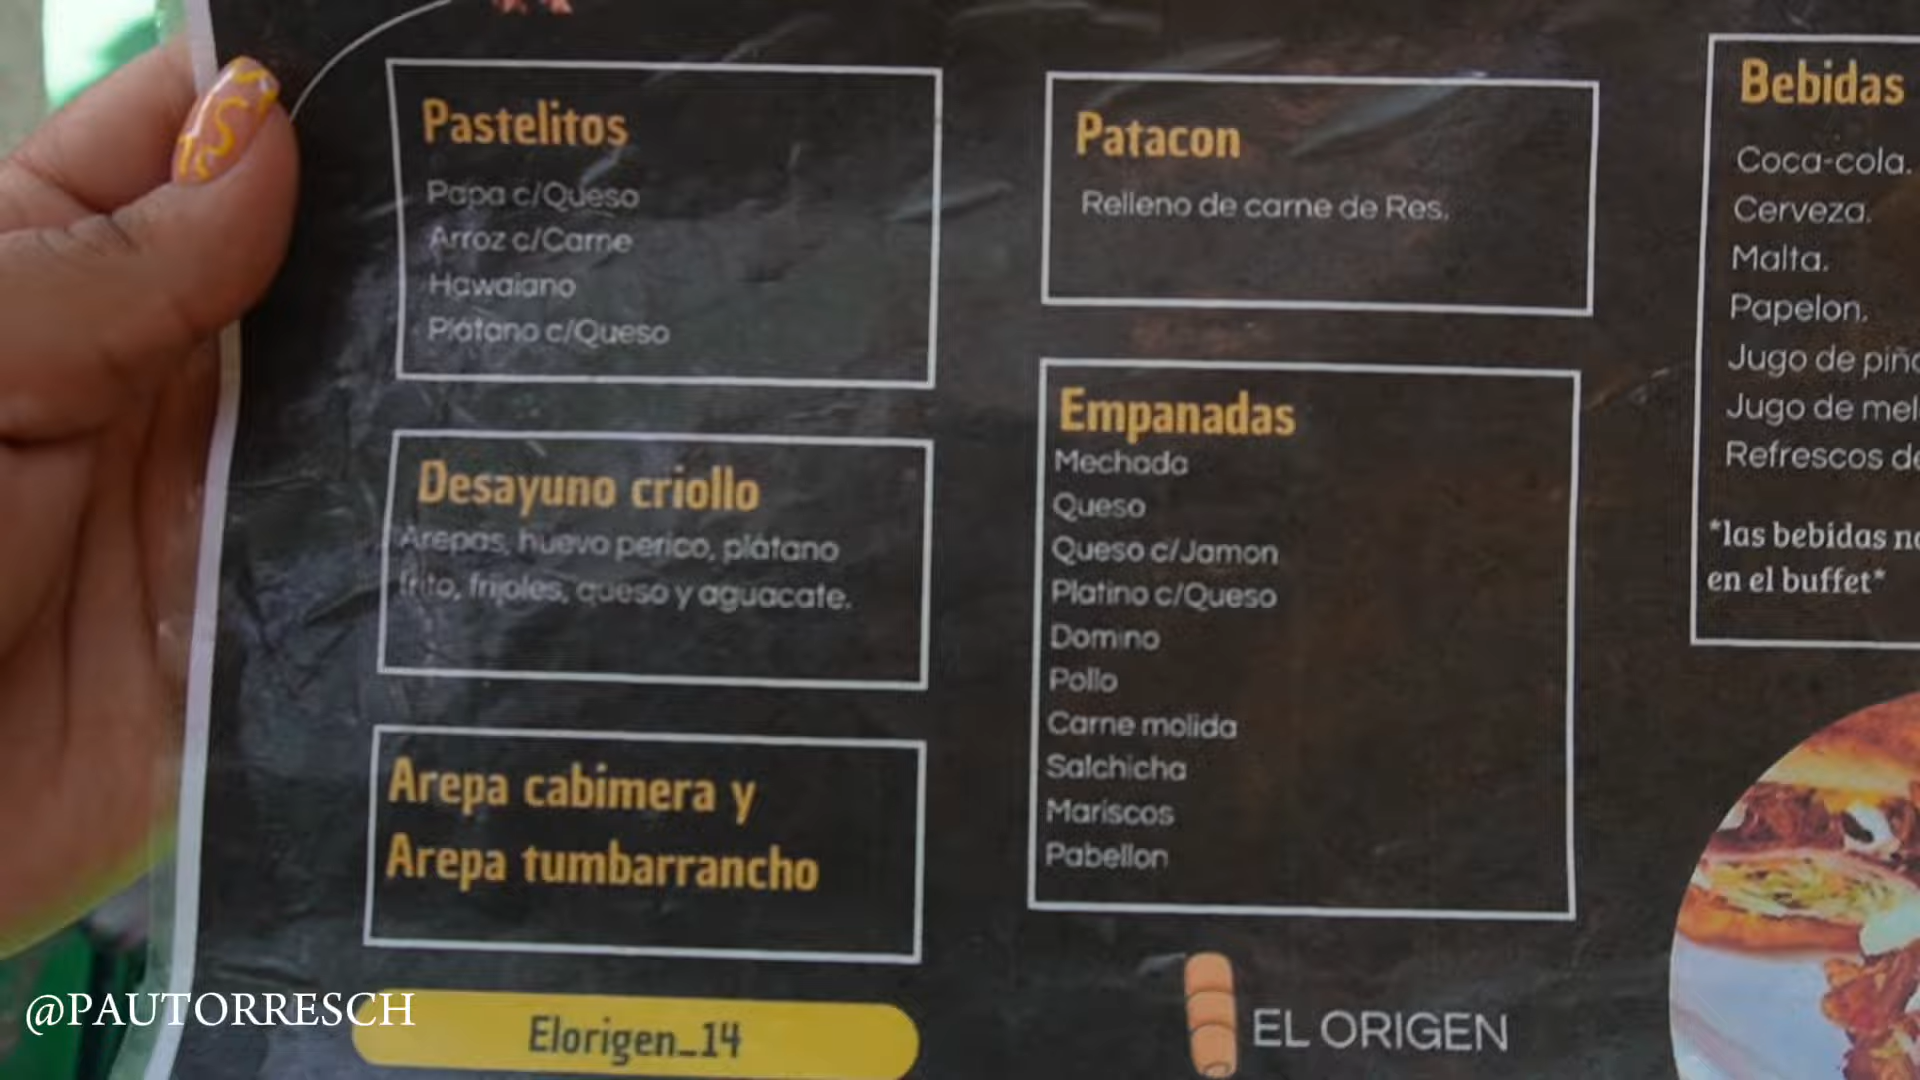 Pastelitos
Papa c/Queso
Arroz c/Carne
Hawaiano
Plátano c/Queso
Desayuno criollo
Arepas, huevo perico, plátano
frito, frijoles, queso y aguacate.
Arepa cabimera y
Arepa tumbarrancho
Elorigen_14
Patacon
Relleno de carne de Res.
Empanadas
Mechada
Queso
Queso c/Jamon
Platino c/Queso
Domino
Pollo
Carne molida
Salchicha
Mariscos
Pabellon
EL ORIGEN
Bebidas
Coca-cola.
Cerveza.
Malta.
Papelon.
Jugo de
Jugo de
Refrescos
*las bebidas
en el buffet*
@PAUTORRESCH